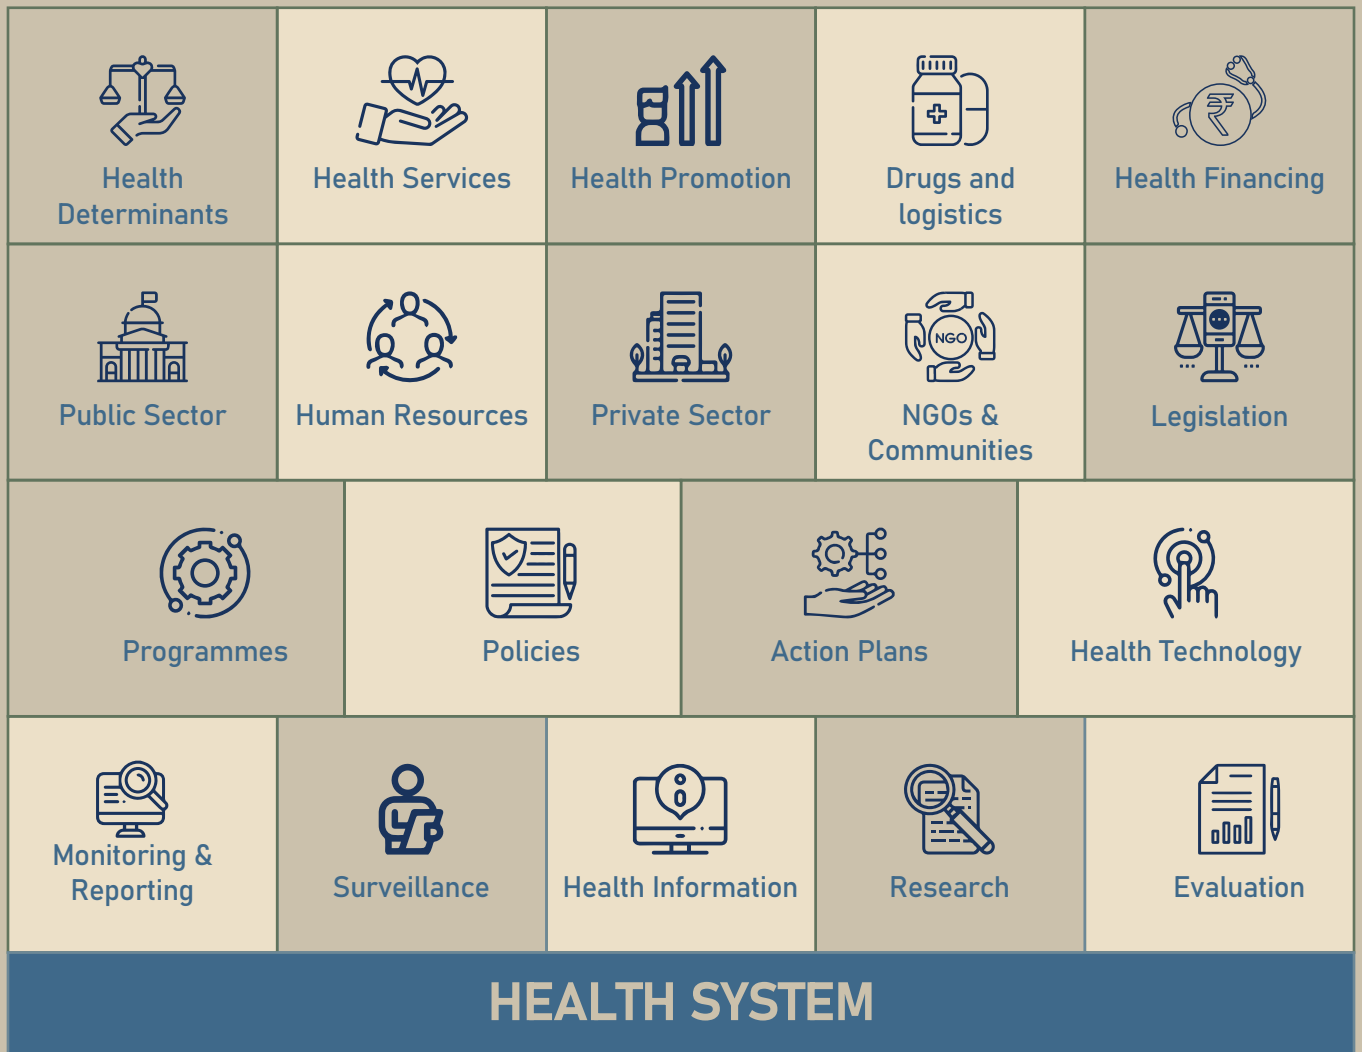 Health
Determinants
Health Services
Health Promotion
Drugs and
logistics
₹
Health Financing
Public Sector
Human Resources
Private Sector
NGO
NGOs &
Communities
Legislation
Programmes
Policies
Action Plans
Health Technology
Monitoring &
Reporting
Surveillance
Health Information
Research
Evaluation
HEALTH SYSTEM